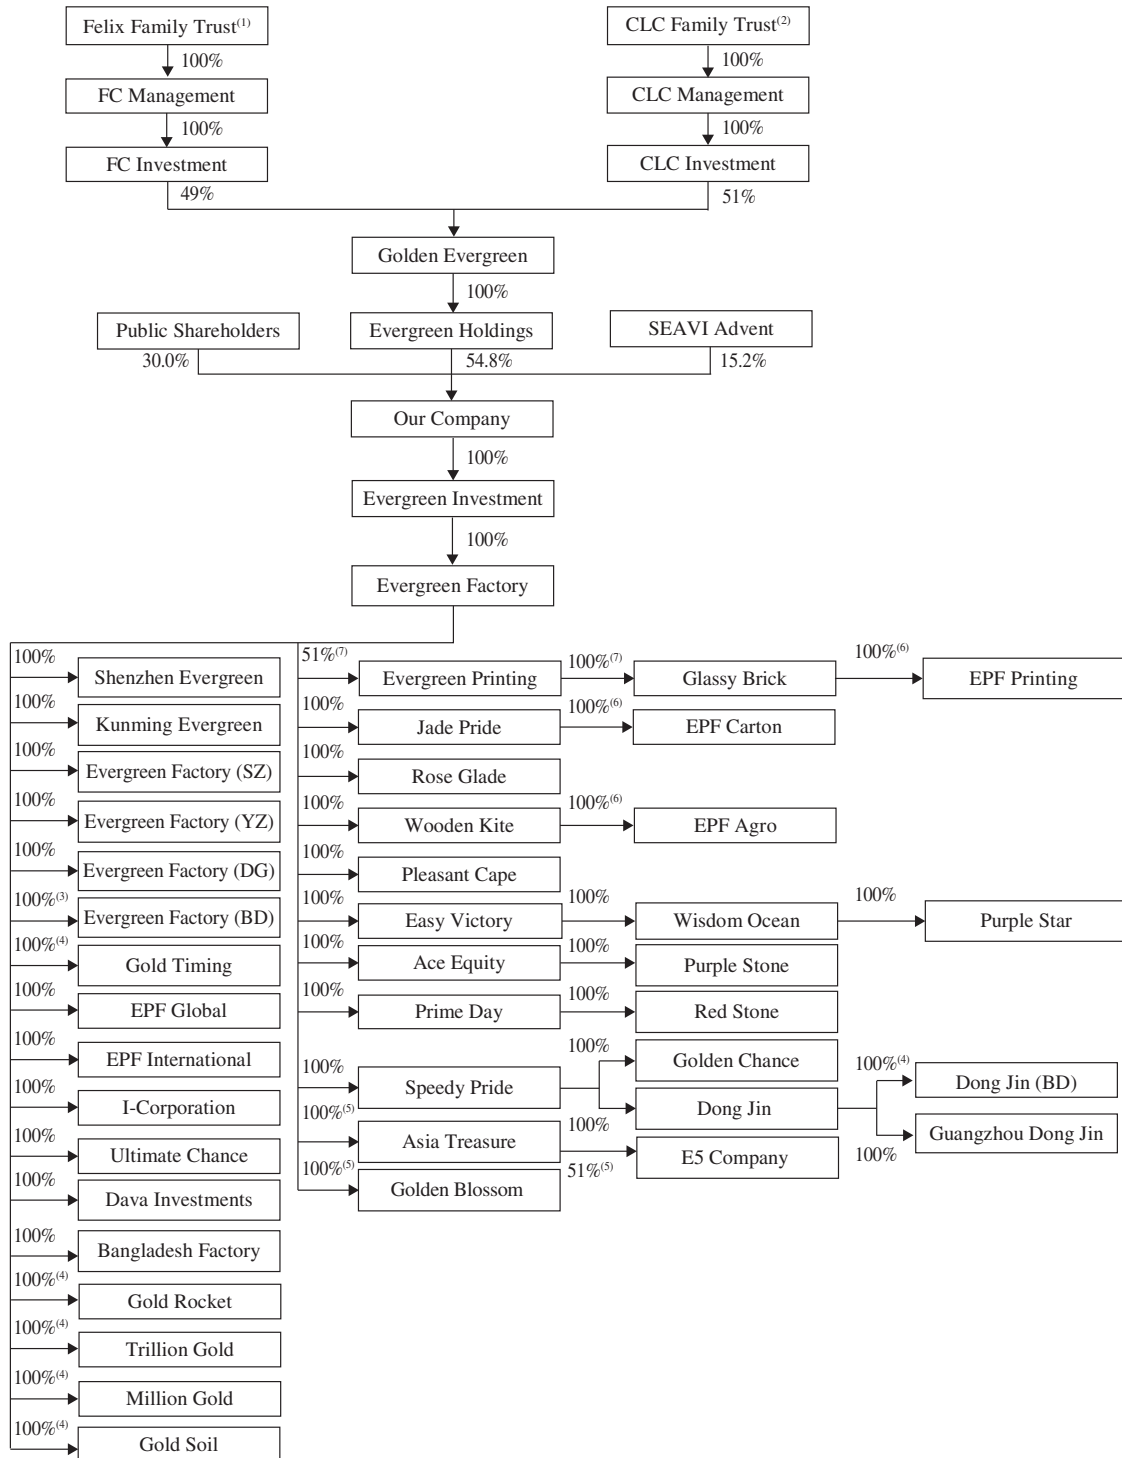 Felix Family Trust(1)
CLC Family Trust(2)
100%
100%
FC Management
CLC Management
100%
100%
FC Investment
CLC Investment
49%
51%
Golden Evergreen
100%
Public Shareholders
Evergreen Holdings
SEAVI Advent
30.0%
54.8%
15.2%
Our Company
100%
Evergreen Investment
100%
Evergreen Factory
100%
Shenzhen Evergreen
100%
Kunming Evergreen
100%
Evergreen Factory (SZ)
100%
Evergreen Factory (YZ)
100%
Evergreen Factory (DG)
100%(3)
Evergreen Factory (BD)
100%(4)
Gold Timing
100%
EPF Global
100%
EPF International
100%
I-Corporation
100%
Ultimate Chance
100%
Dava Investments
100%
Bangladesh Factory
100%(4)
Gold Rocket
100%(4)
Trillion Gold
100%(4)
Million Gold
100%(4)
Gold Soil
51%(7)
Evergreen Printing
100%(7)
Glassy Brick
100%(6)
EPF Printing
100%
Jade Pride
100%(6)
EPF Carton
100%
Rose Glade
100%
Wooden Kite
100%(6)
EPF Agro
100%
Pleasant Cape
100%
Easy Victory
100%
Wisdom Ocean
100%
Purple Star
100%
Ace Equity
100%
Purple Stone
100%
Prime Day
100%
Red Stone
100%
Speedy Pride
100%
Golden Chance
100%
Dong Jin
100%(4)
Dong Jin (BD)
100%
Guangzhou Dong Jin
100%(5)
Asia Treasure
51%(5)
E5 Company
100%(5)
Golden Blossom